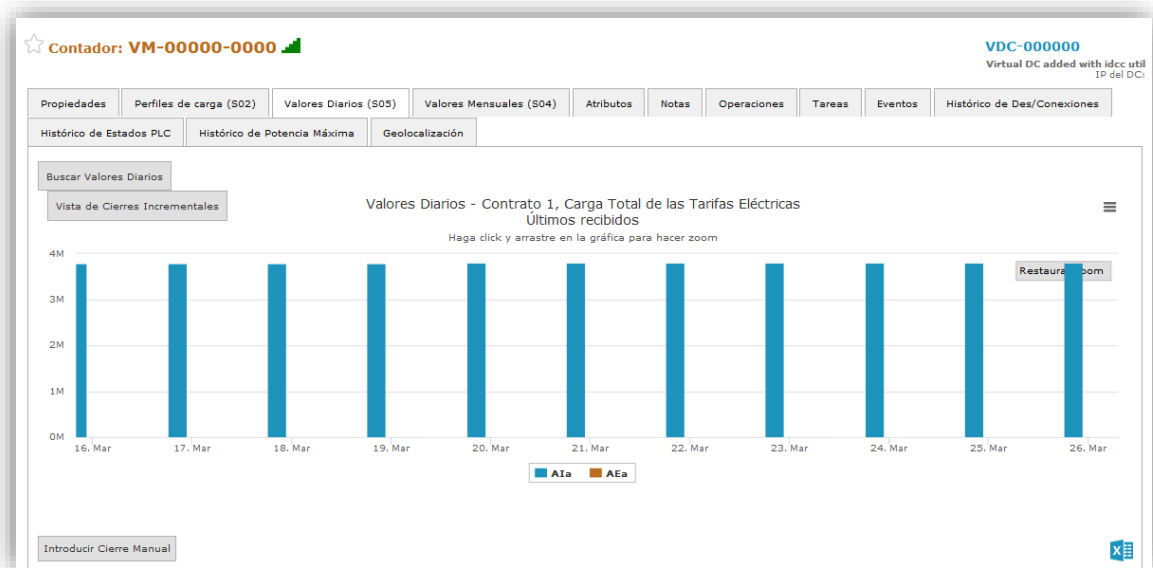 Contador: VM-00000-0000
VDC-000000
Virtual DC added with idcc util
IP del DC:
Propiedades Perfiles de carga (S02) Valores Diarios (S05) Valores Mensuales (S04) Atributos Notas Operaciones Tareas Eventos Histórico de Des/Conexiones
Histórico de Estados PLC Histórico de Potencia Máxima Geolocalización
Buscar Valores Diarios
Vista de Cierres Incrementales
Valores Diarios - Contrato 1, Carga Total de las Tarifas Eléctricas
Últimos recibidos
Haga click y arrastre en la gráfica para hacer zoom
Restaurar zoom
4M
3M
2M
1M
0M
16. Mar 17. Mar 18. Mar 19. Mar 20. Mar 21. Mar 22. Mar 23. Mar 24. Mar 25. Mar 26. Mar
AIa AEa
Introducir Cierre Manual